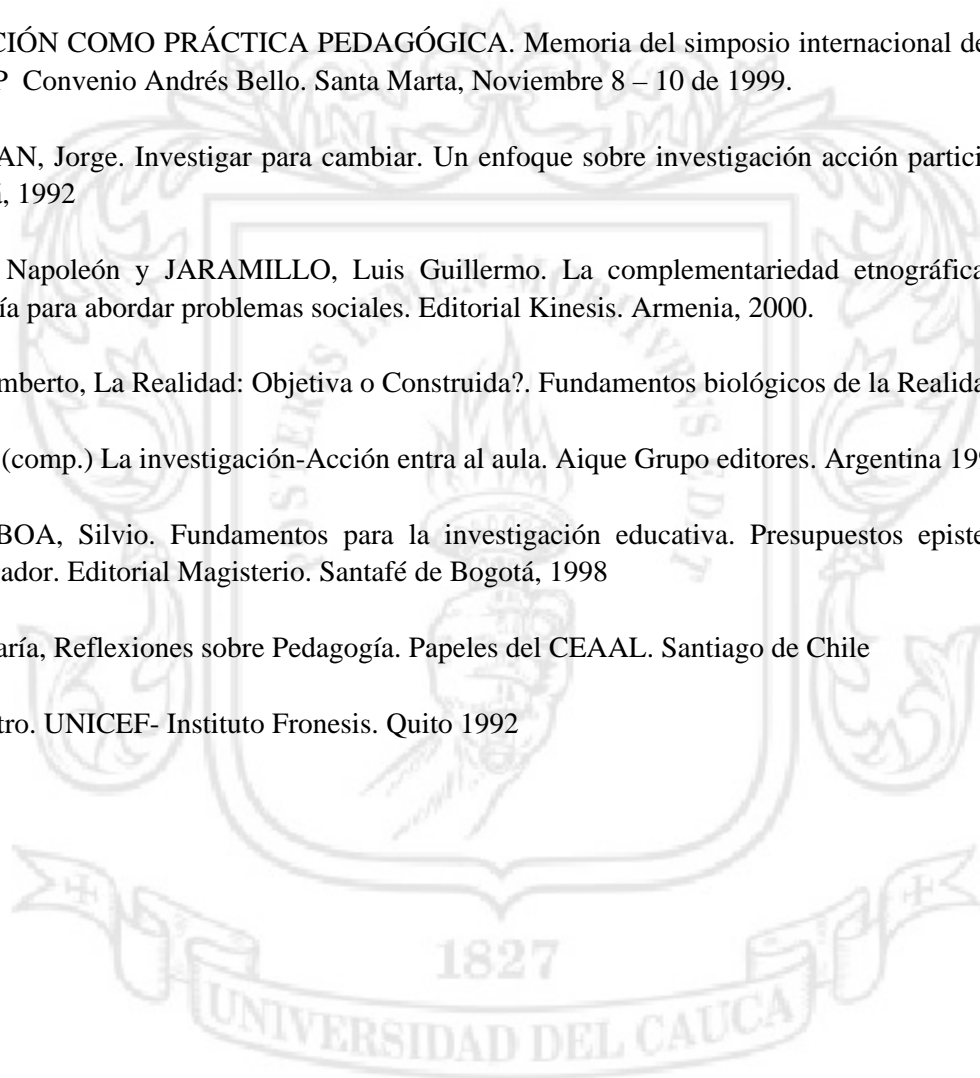 CIÓN COMO PRÁCTICA PEDAGÓGICA. Memoria del simposio internacional de
P Convenio Andrés Bello. Santa Marta, Noviembre 8 – 10 de 1999.
AN, Jorge. Investigar para cambiar. Un enfoque sobre investigación acción partici
, 1992
Napoleón y JARAMILLO, Luis Guillermo. La complementariedad etnográfica
ía para abordar problemas sociales. Editorial Kinesis. Armenia, 2000.
mberto, La Realidad: Objetiva o Construida?. Fundamentos biológicos de la Realida
(comp.) La investigación-Acción entra al aula. Aique Grupo editores. Argentina 19
BOA, Silvio. Fundamentos para la investigación educativa. Presupuestos episte
ador. Editorial Magisterio. Santafé de Bogotá, 1998
aría, Reflexiones sobre Pedagogía. Papeles del CEAAL. Santiago de Chile
tro. UNICEF- Instituto Fronesis. Quito 1992
1827
UNIVERSIDAD DEL CAUCA